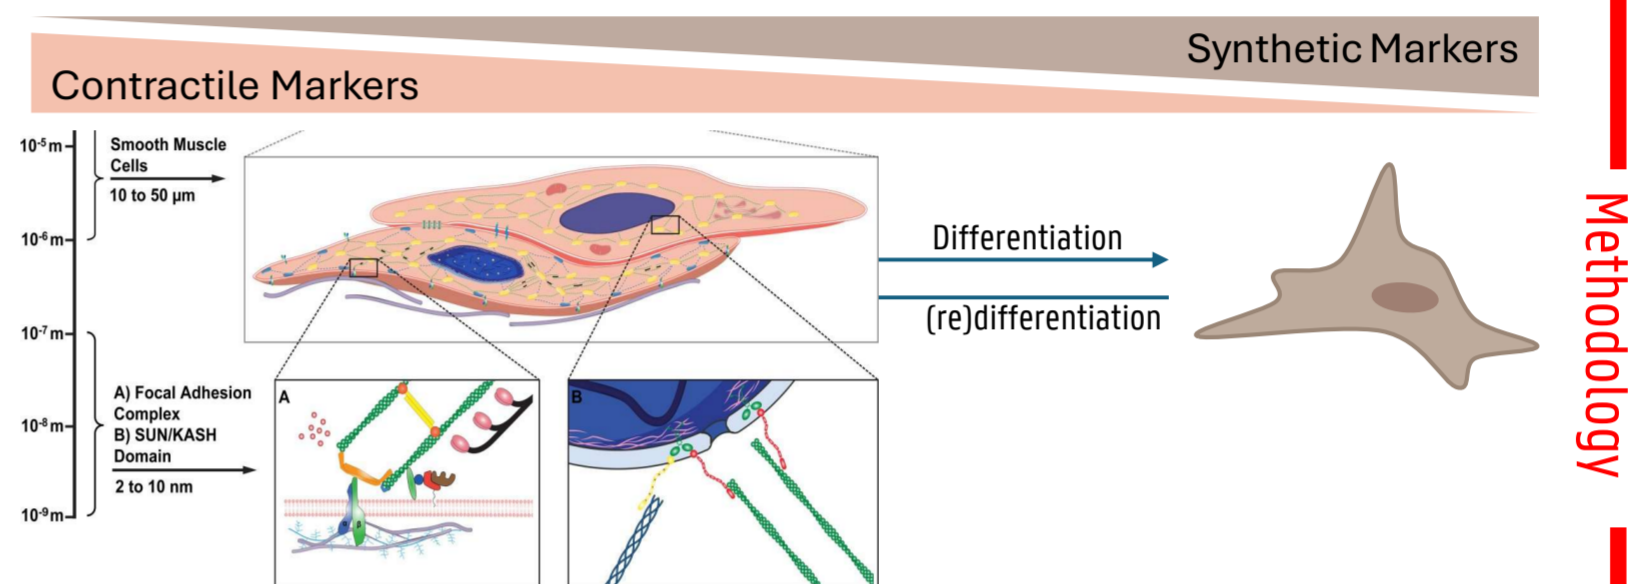 Synthetic Markers
Contractile Markers
10⁻⁵m
Smooth Muscle
Cells
10 to 50 µm
10⁻⁶m
10⁻⁷m
A) Focal Adhesion
Complex
B) SUN/KASH
Domain
2 to 10 nm
10⁻⁸m
10⁻⁹m
A
B
Differentiation
(re)differentiation
Methodology